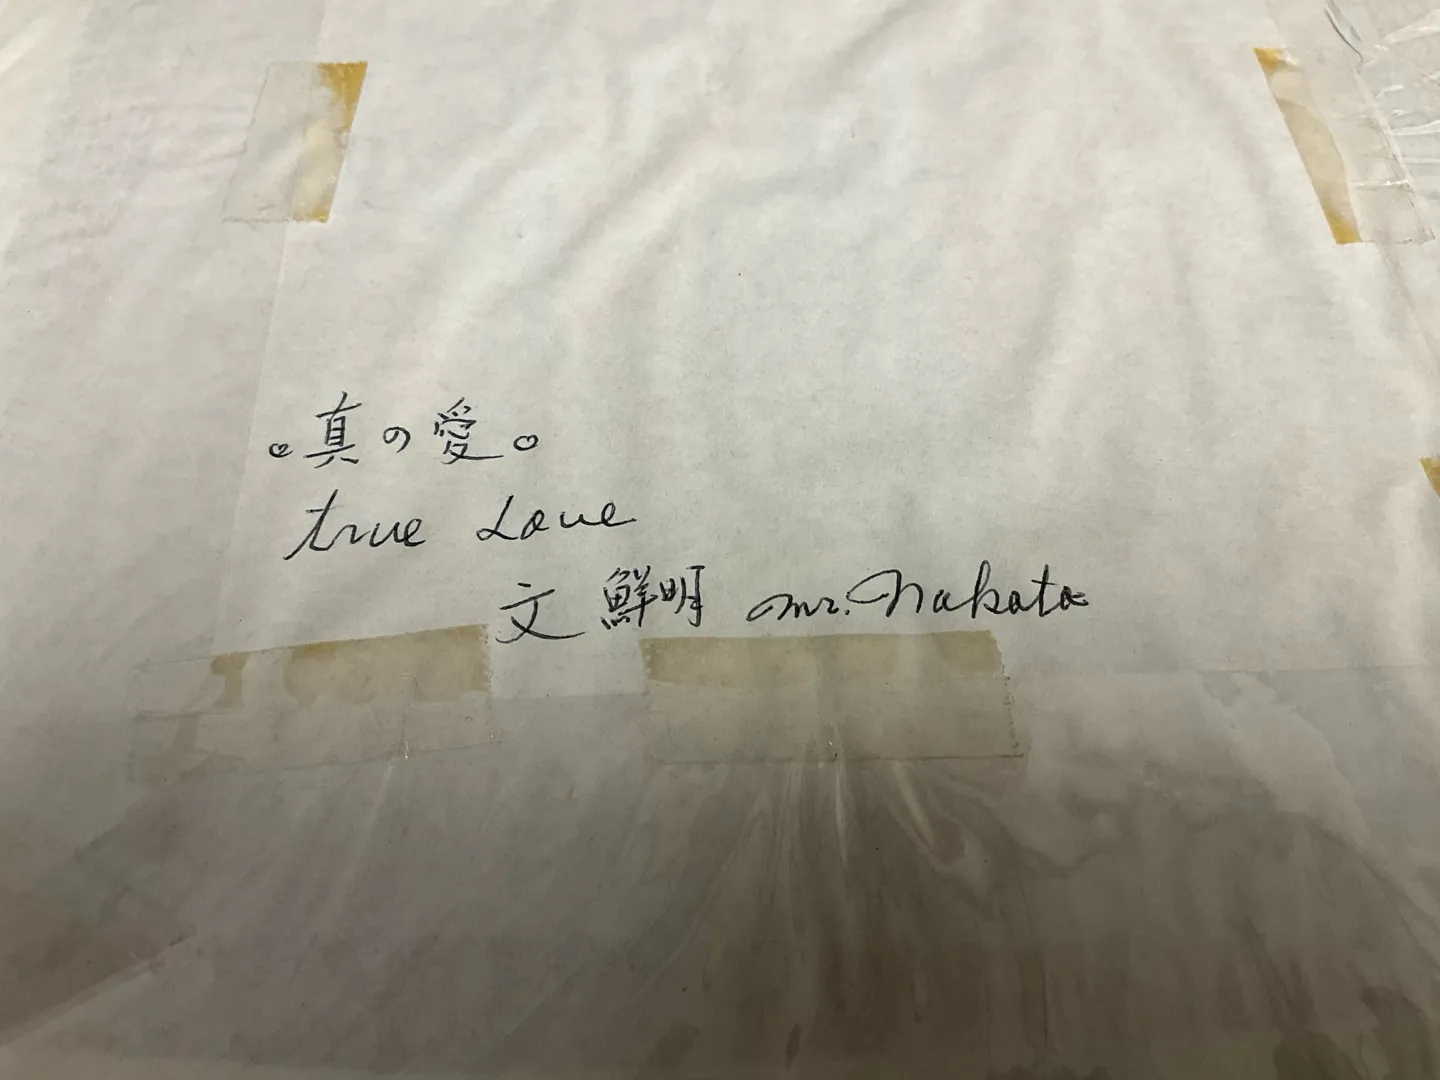 。真の愛。
true Love
文 鮮明 mr. Nakata